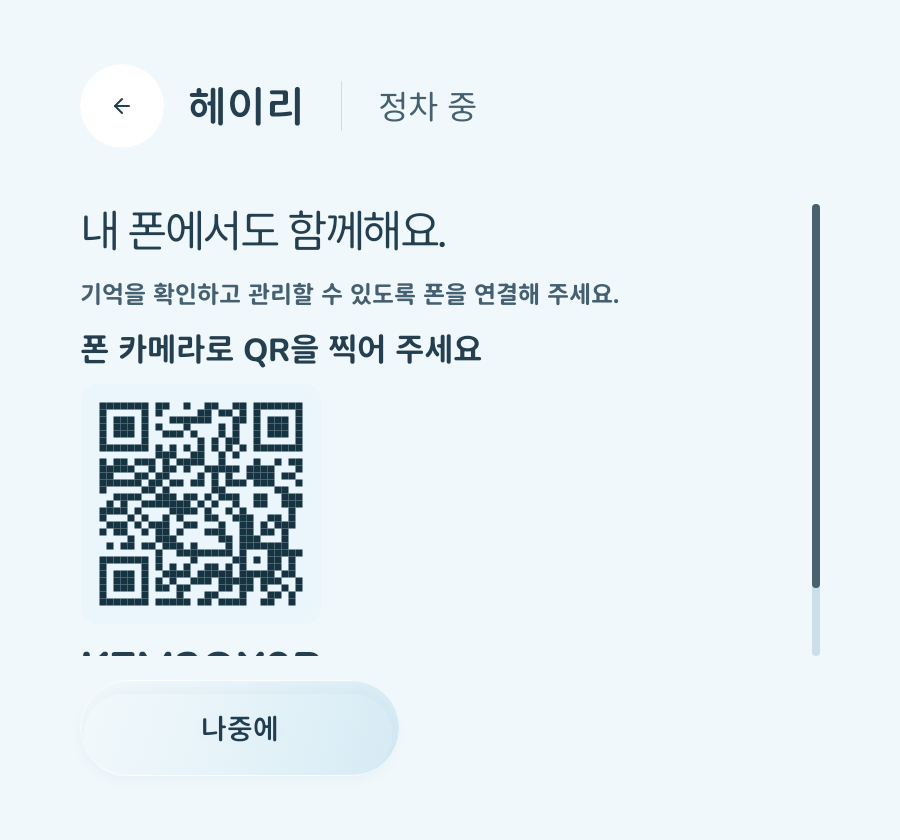 헤이리
정차 중
내 폰에서도 함께해요.
기억을 확인하고 관리할 수 있도록 폰을 연결해 주세요.
폰 카메라로 QR을 찍어 주세요
나중에